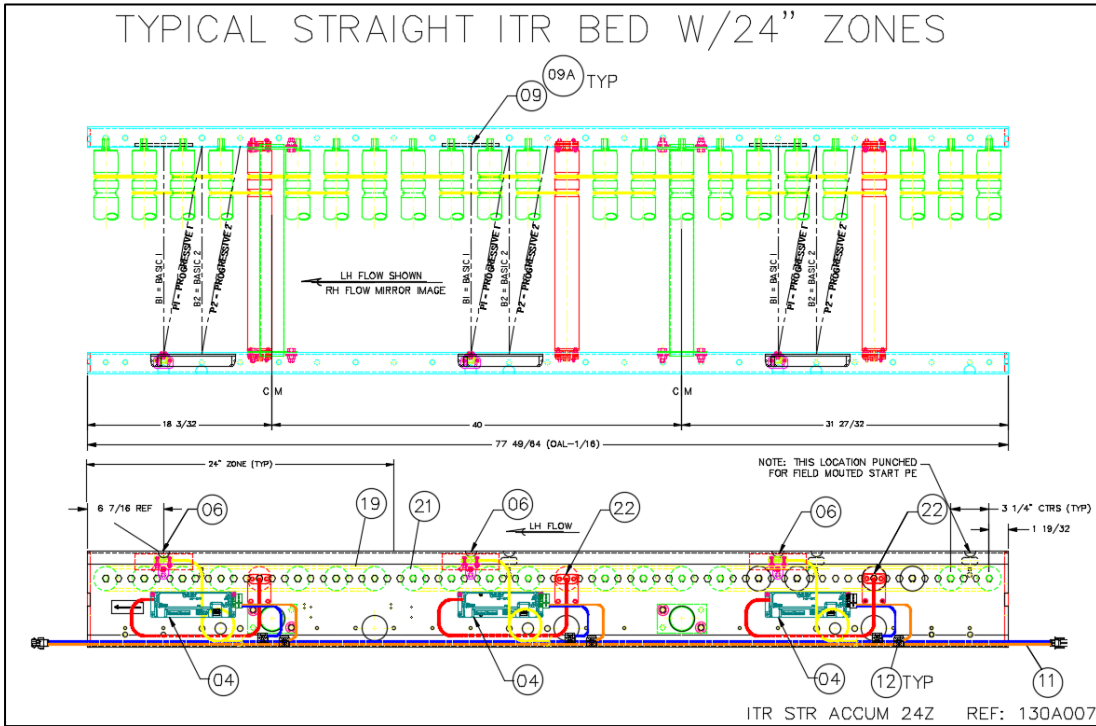 TYPICAL STRAIGHT ITR BED W/24" ZONES
09A TYP
09
B1 = BASIC 1
P1 - PROGRESSIVE 1
B2 = BASIC 2
P2 - PROGRESSIVE 2
B1 = BASIC 1
P1 - PROGRESSIVE 1
B2 = BASIC 2
P2 - PROGRESSIVE 2
B1 = BASIC 1
P1 - PROGRESSIVE 1
B2 = BASIC 2
P2 - PROGRESSIVE 2
LH FLOW SHOWN
RH FLOW MIRROR IMAGE
C M
C M
18 3/32
40
31 27/32
77 49/64 (OAL-1/16)
24" ZONE (TYP)
NOTE: THIS LOCATION PUNCHED
FOR FIELD MOUTED START PE
6 7/16 REF
06
19
21
06
LH FLOW
22
06
22
3 1/4" CTRS (TYP)
1 19/32
04
04
04
12 TYP
11
ITR STR ACCUM 24Z REF: 130A007